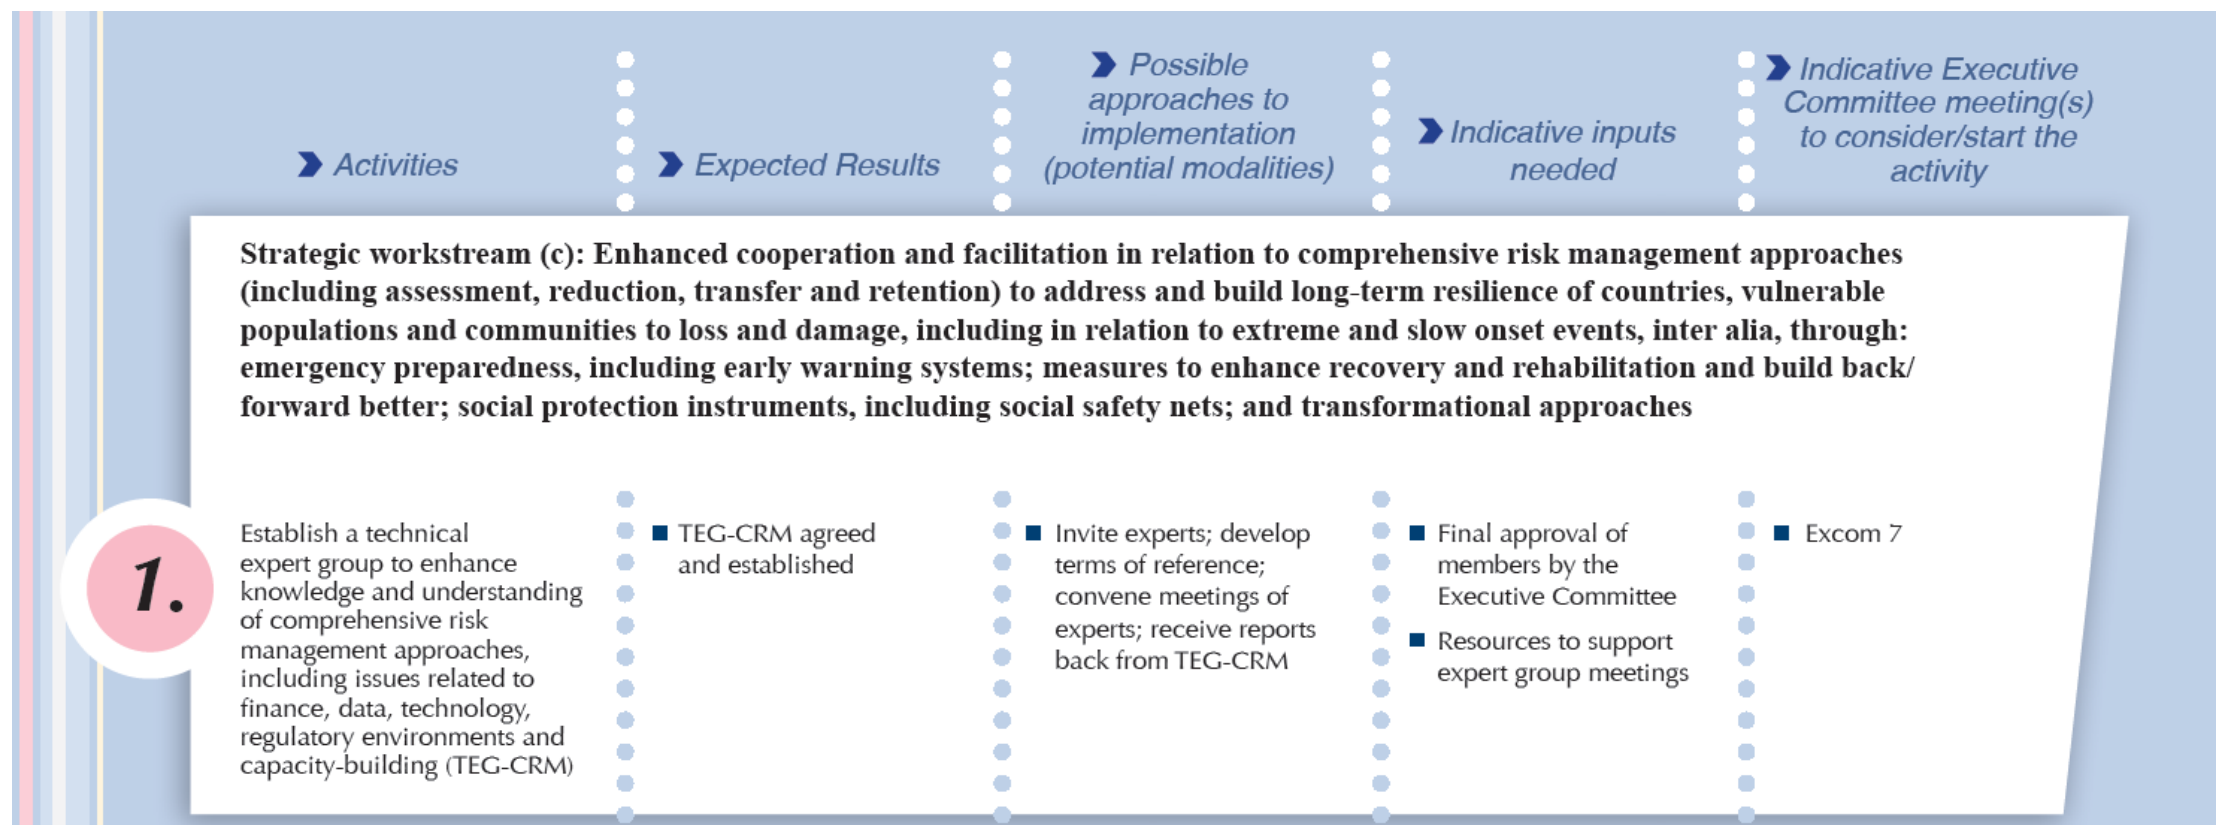 Activities
Expected Results
Possible
approaches to
implementation
(potential modalities)
Indicative inputs
needed
Indicative Executive
Committee meeting(s)
to consider/start the
activity
Strategic workstream (c): Enhanced cooperation and facilitation in relation to comprehensive risk management approaches
(including assessment, reduction, transfer and retention) to address and build long-term resilience of countries, vulnerable
populations and communities to loss and damage, including in relation to extreme and slow onset events, inter alia, through:
emergency preparedness, including early warning systems; measures to enhance recovery and rehabilitation and build back/
forward better; social protection instruments, including social safety nets; and transformational approaches
1.
Establish a technical
expert group to enhance
knowledge and understanding
of comprehensive risk
management approaches,
including issues related to
finance, data, technology,
regulatory environments and
capacity-building (TEG-CRM)
TEG-CRM agreed
and established
Invite experts; develop
terms of reference;
convene meetings of
experts; receive reports
back from TEG-CRM
Final approval of
members by the
Executive Committee
Resources to support
expert group meetings
Excom 7